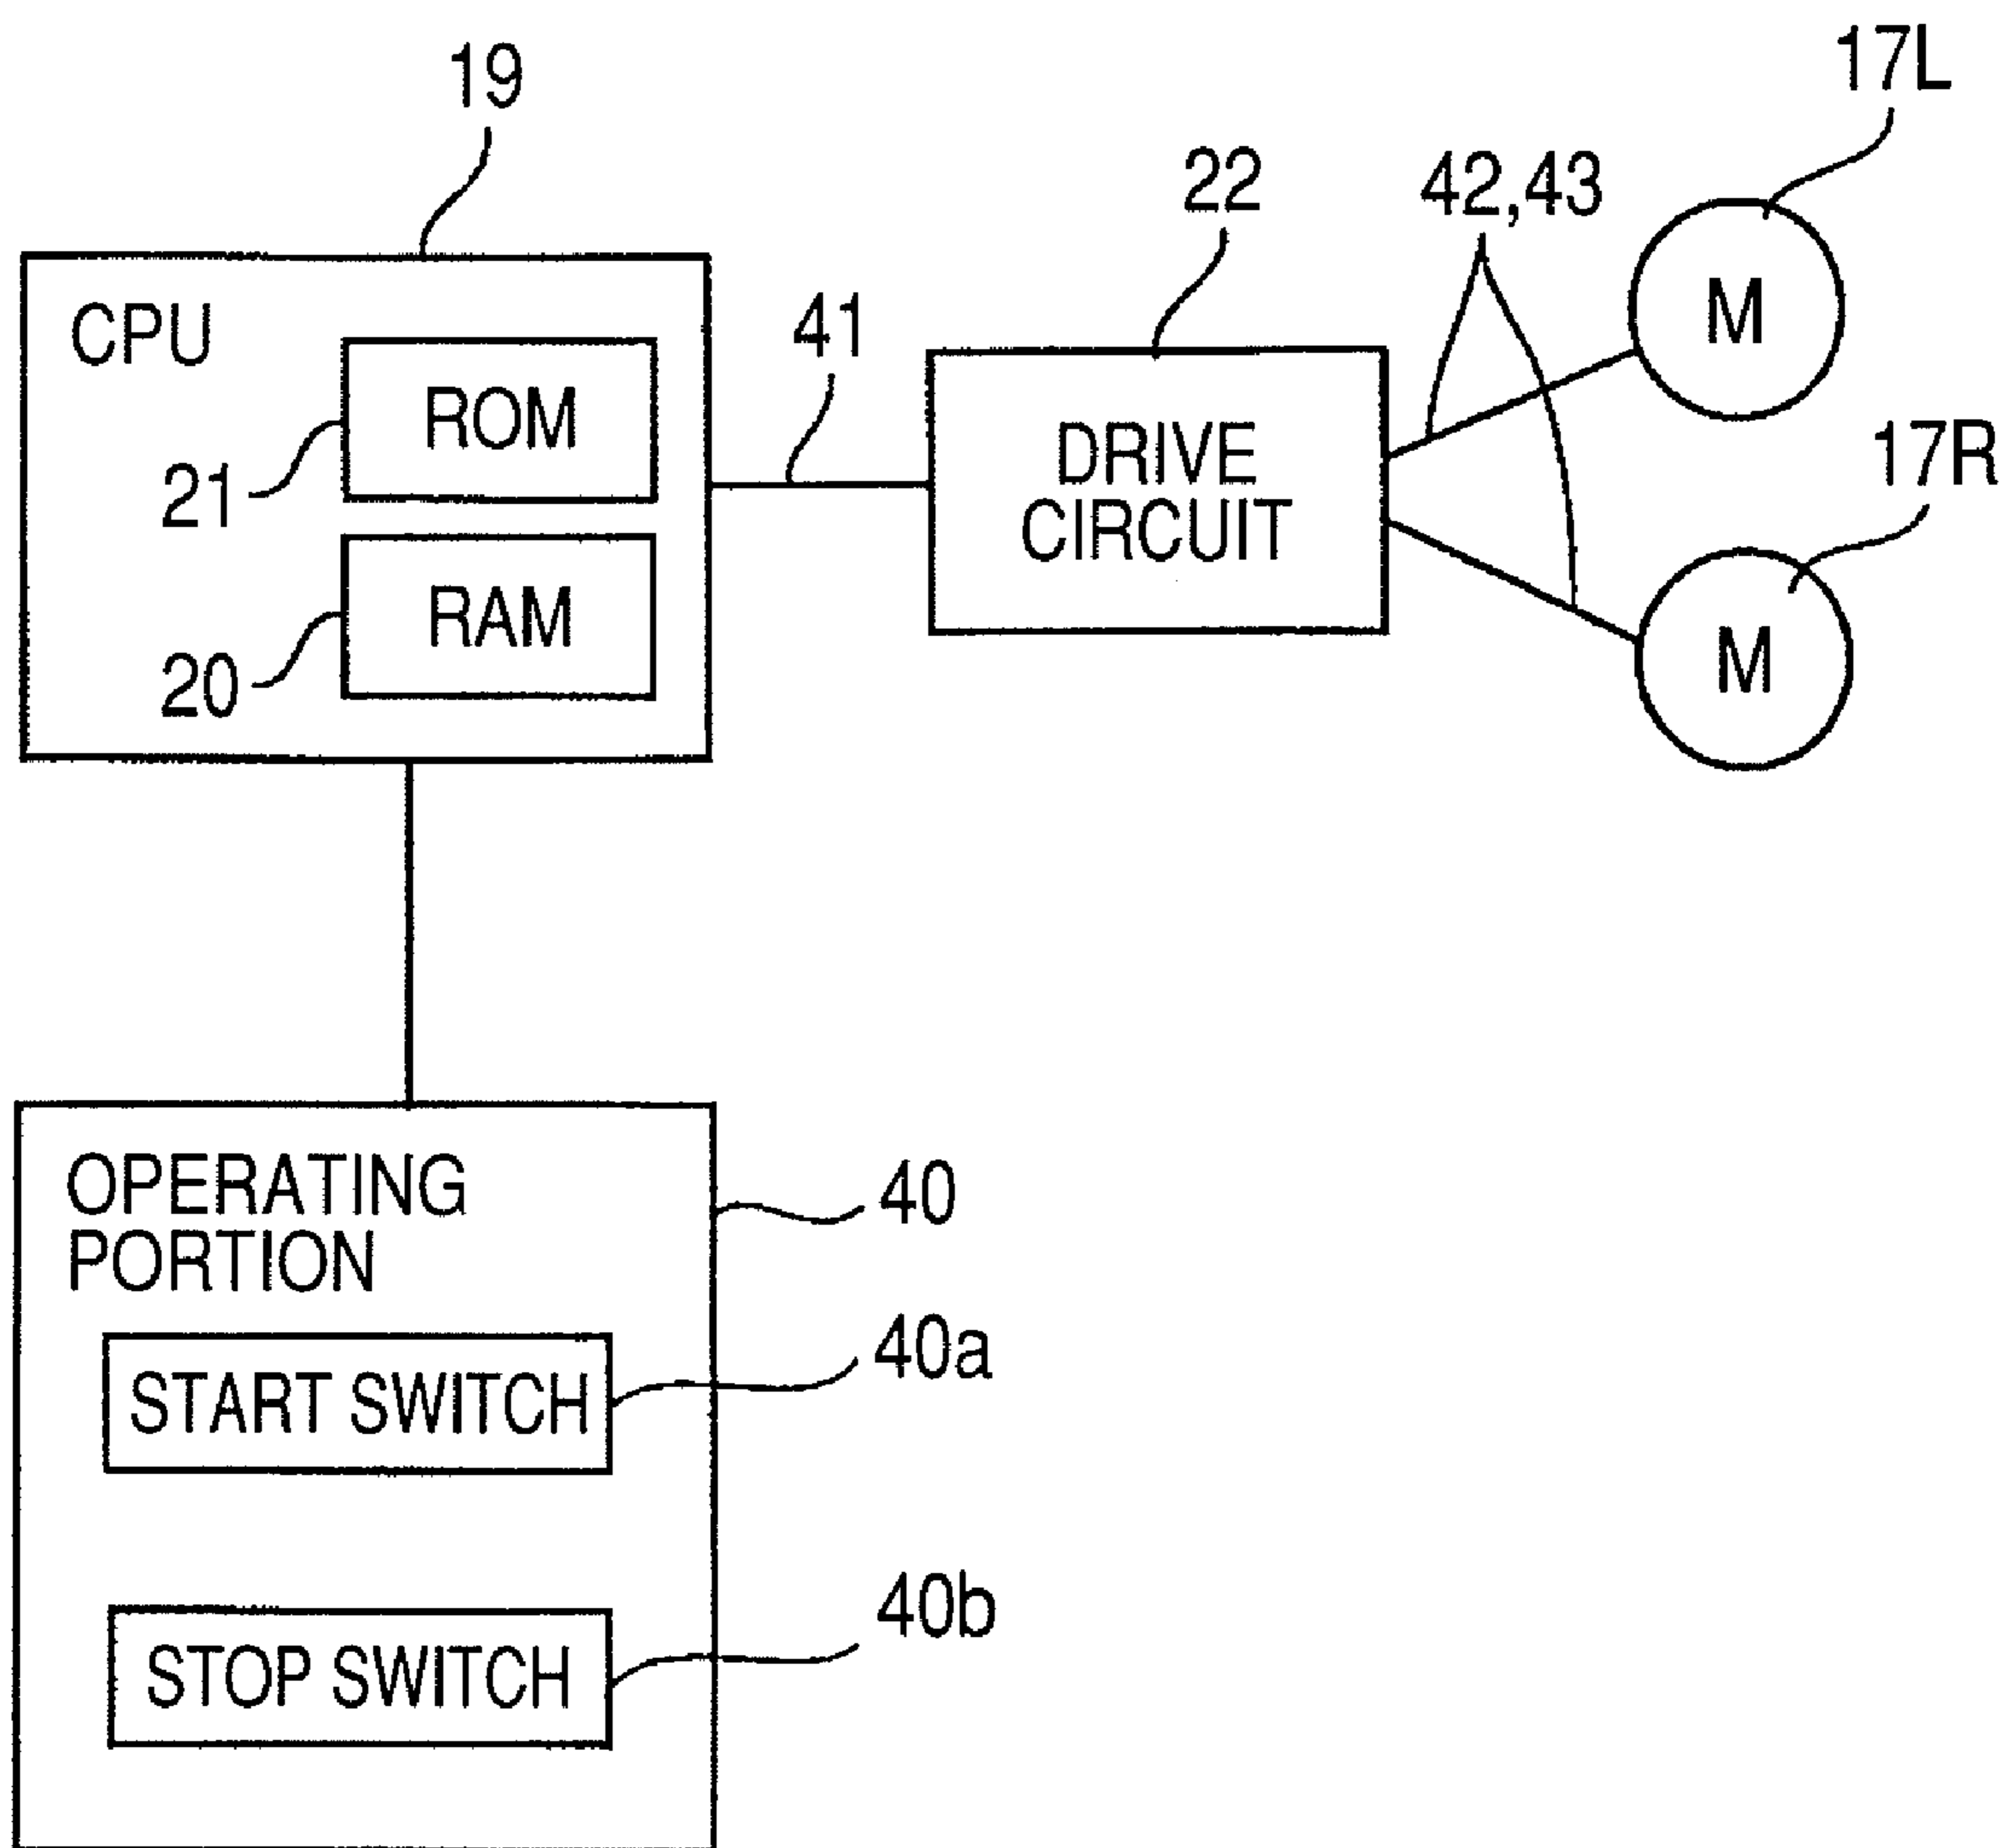 19
17L
22
42,43
CPU
41
M
ROM
21
DRIVE
CIRCUIT
17R
RAM
20
M
OPERATING
PORTION
40
40a
START SWITCH
40b
STOP SWITCH